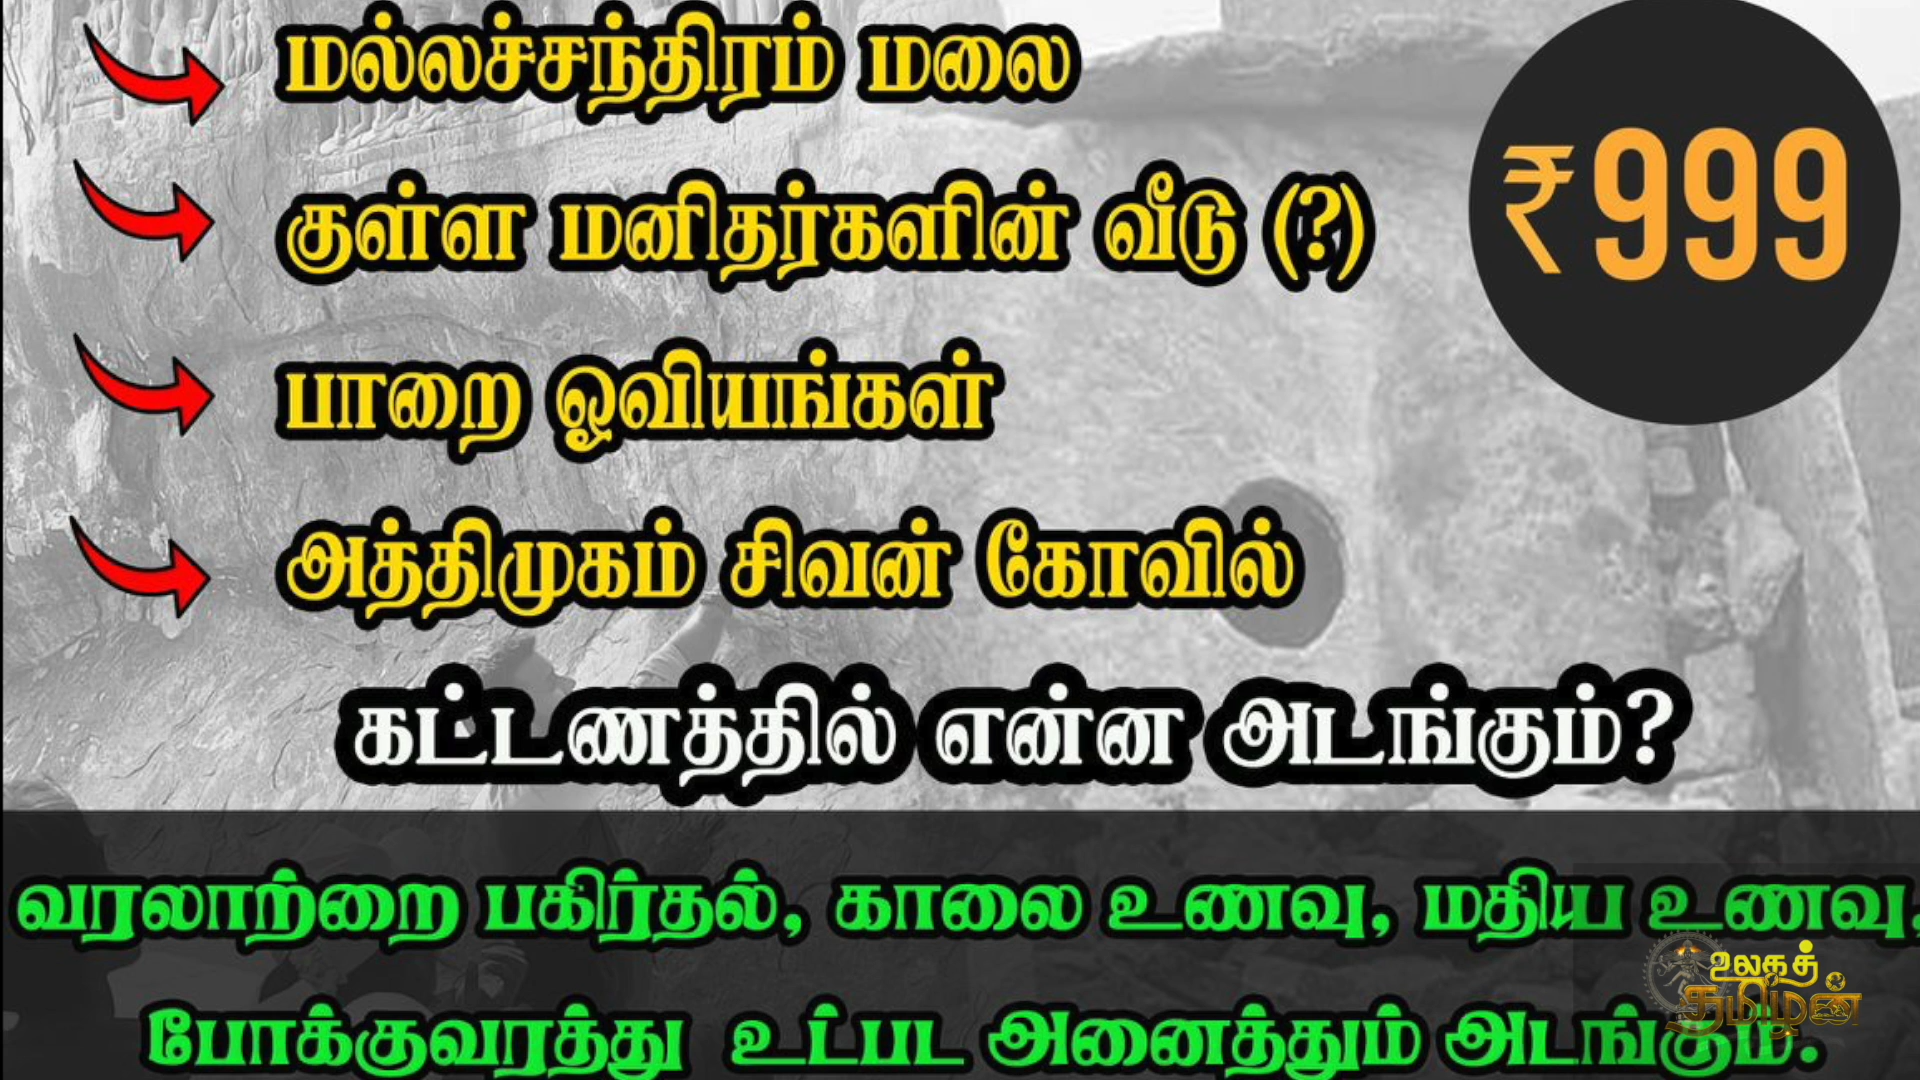 மல்லச்சந்திரம் மலை
₹999
குள்ள மனிதர்களின் வீடு (?)
பாறை ஓவியங்கள்
அத்திமுகம் சிவன் கோவில்
கட்டணத்தில் என்ன அடங்கும்?
வரலாற்றை பகிர்தல், காலை உணவு, மதிய உணவு,
போக்குவரத்து உட்பட அனைத்தும் அடங்கும்.
உலகத்
தமிழன்